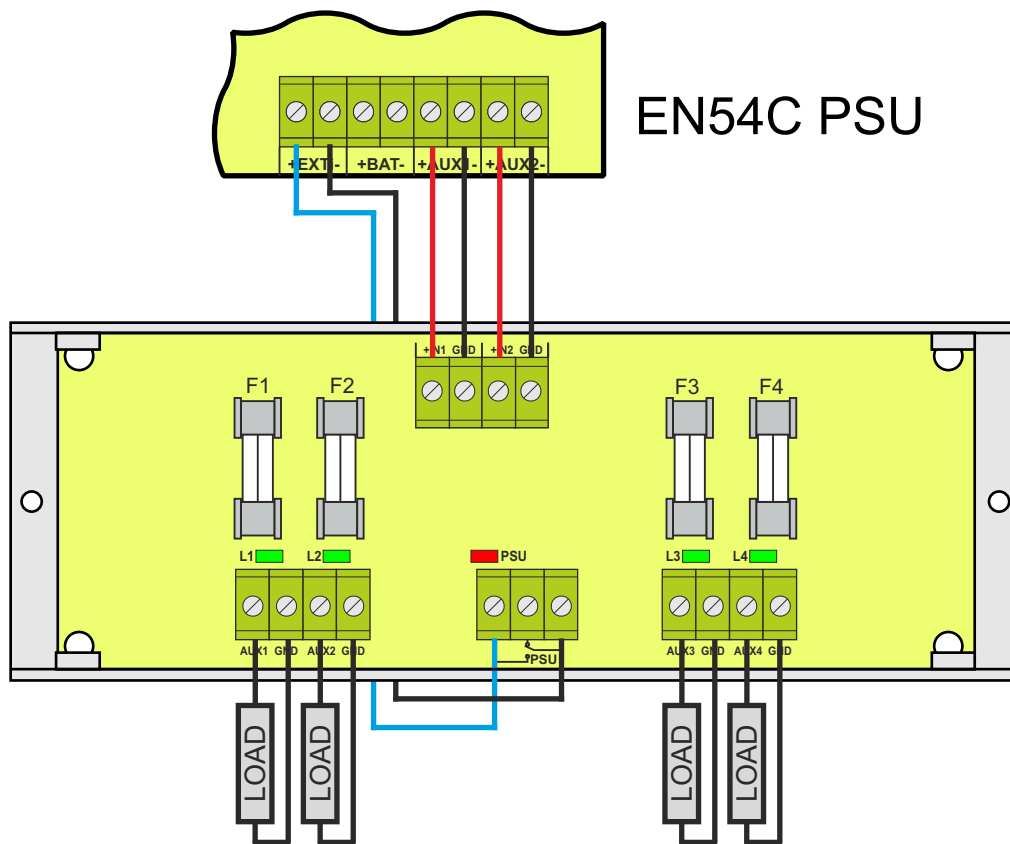 EN54C PSU
+EXTi- +BAT- +AUX1- +AUX2-
+IN1 GND +IN2 GND
F1 F2 F3 F4
L1 L2 PSU L3 L4
AUX1 GND AUX2 GND PSU AUX3 GND AUX4 GND
LOAD LOAD LOAD LOAD